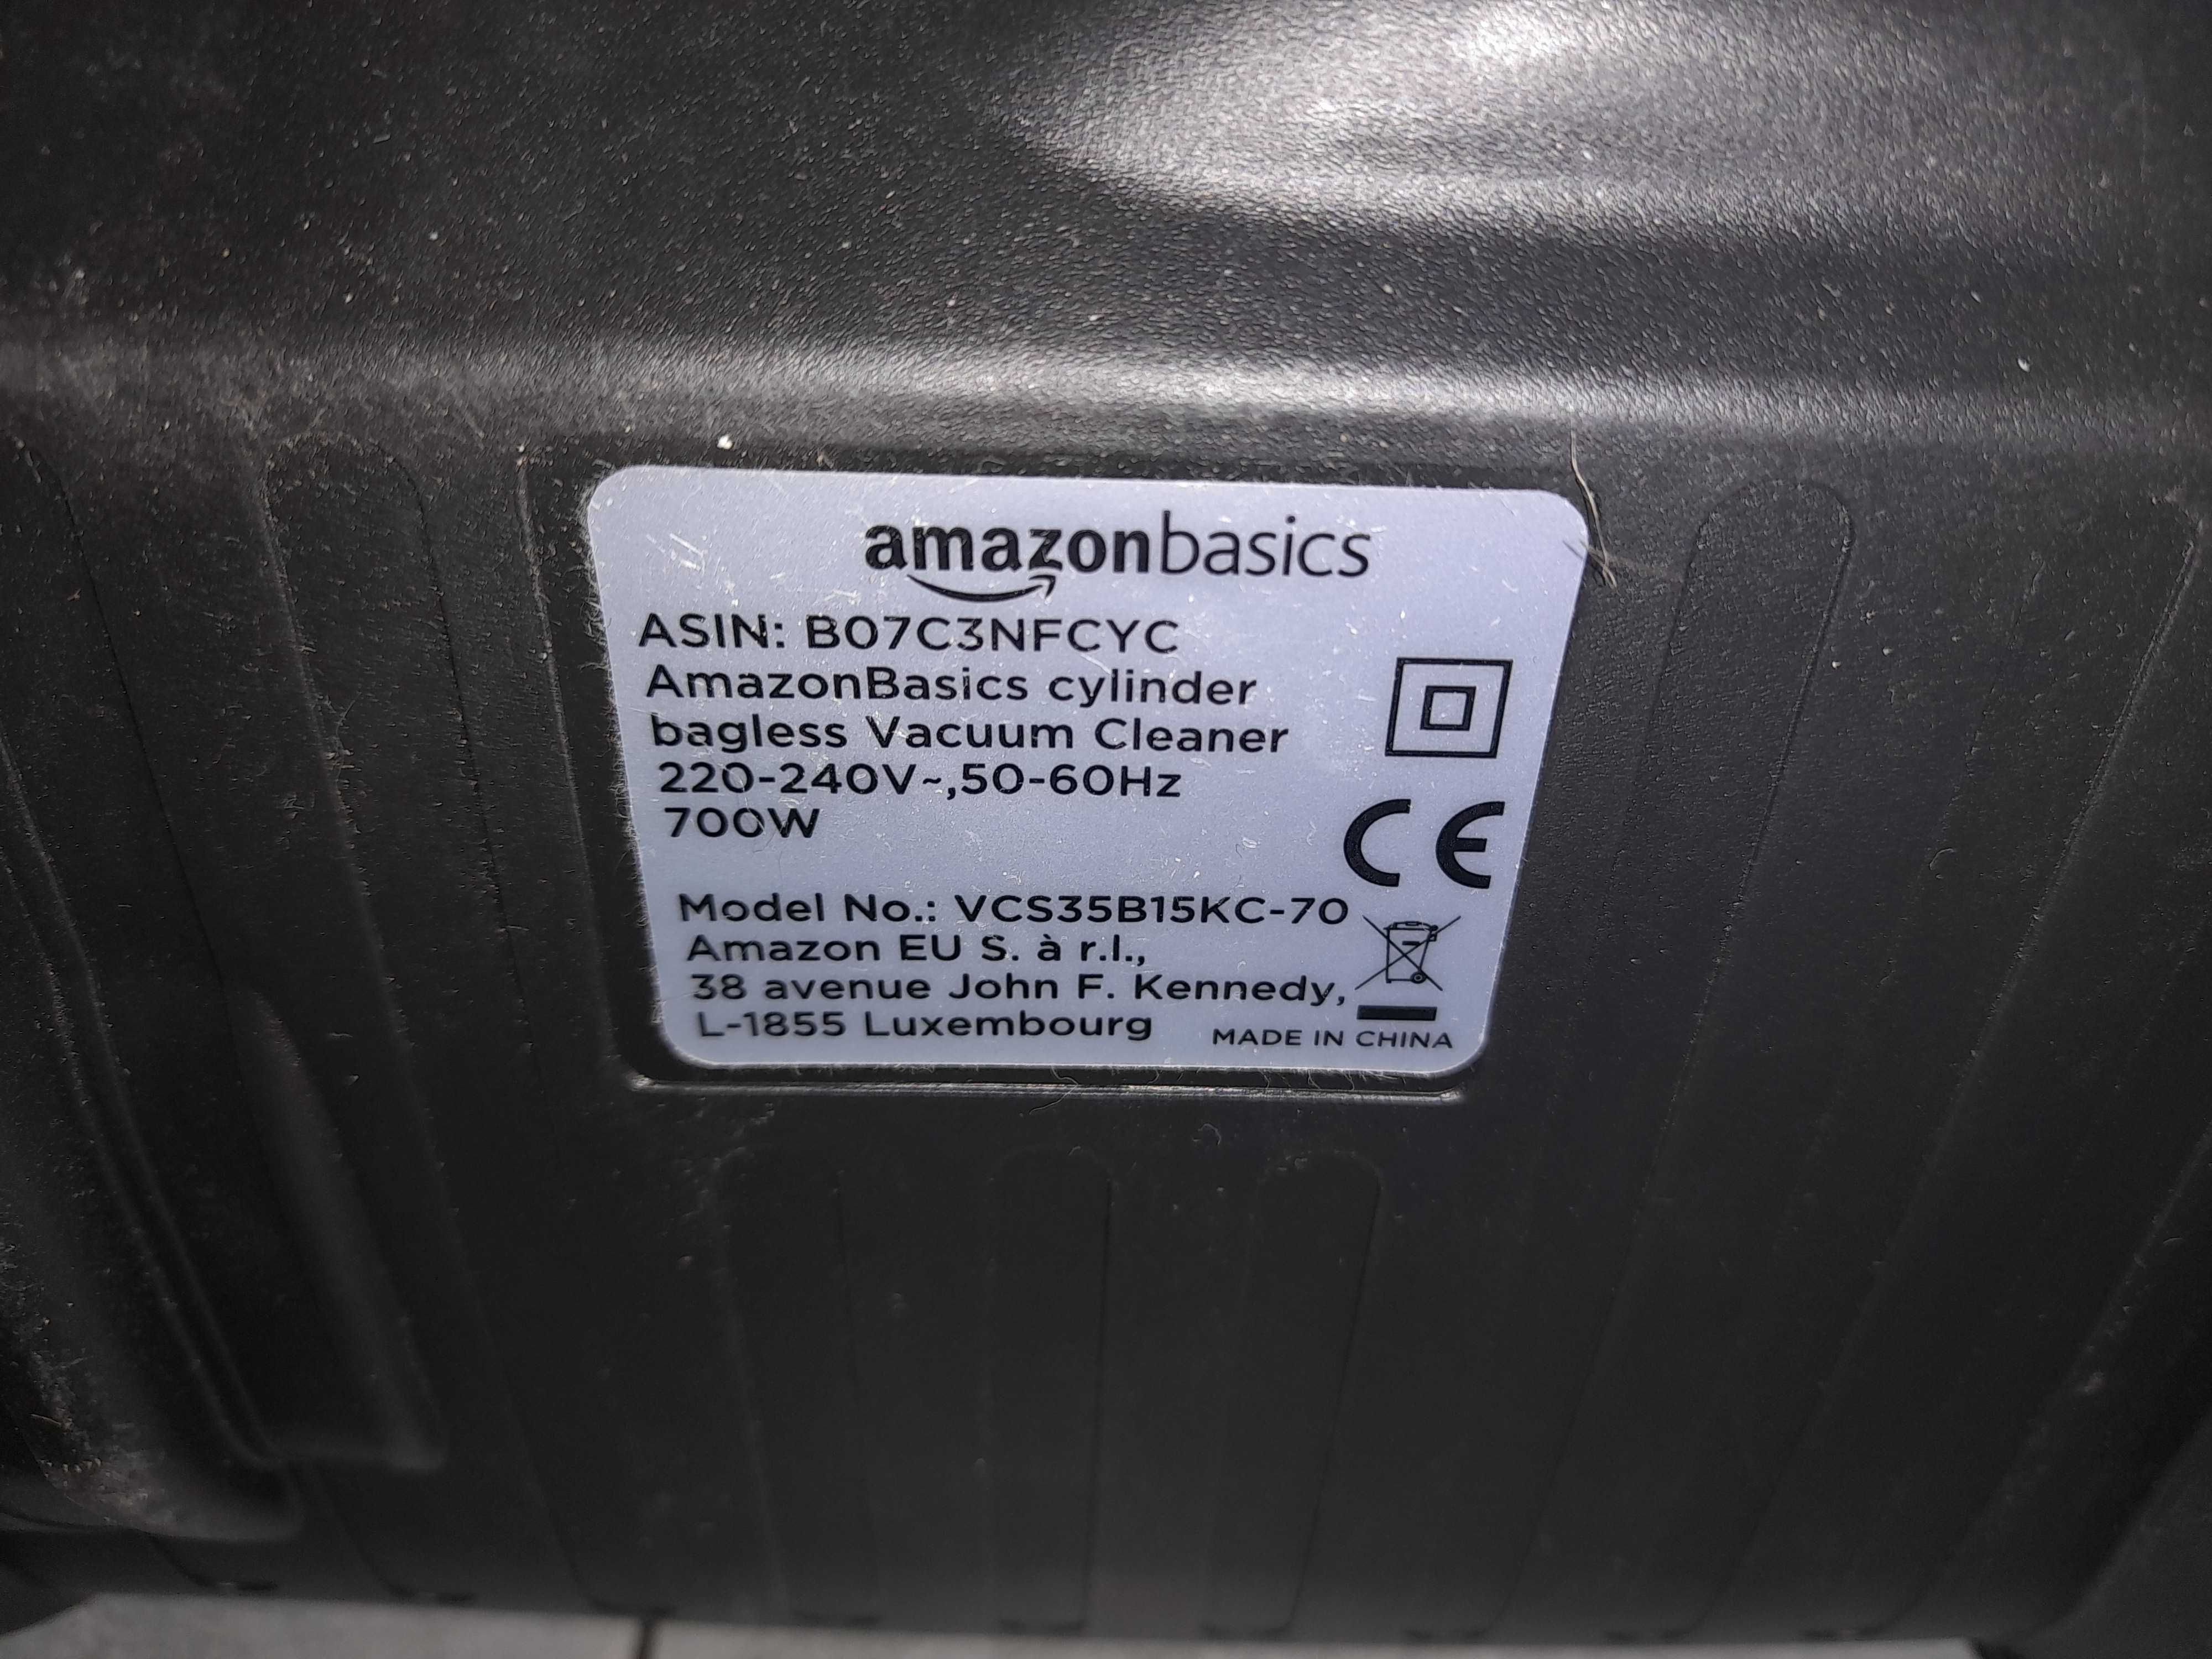 amazonbasics
ASIN: B07C3NFCYC
AmazonBasics cylinder
bagless Vacuum Cleaner
220-240V~,50-60Hz
700W
CE
Model No.: VCS35B15KC-70
Amazon EU S. à r.l.,
38 avenue John F. Kennedy,
L-1855 Luxembourg
MADE IN CHINA